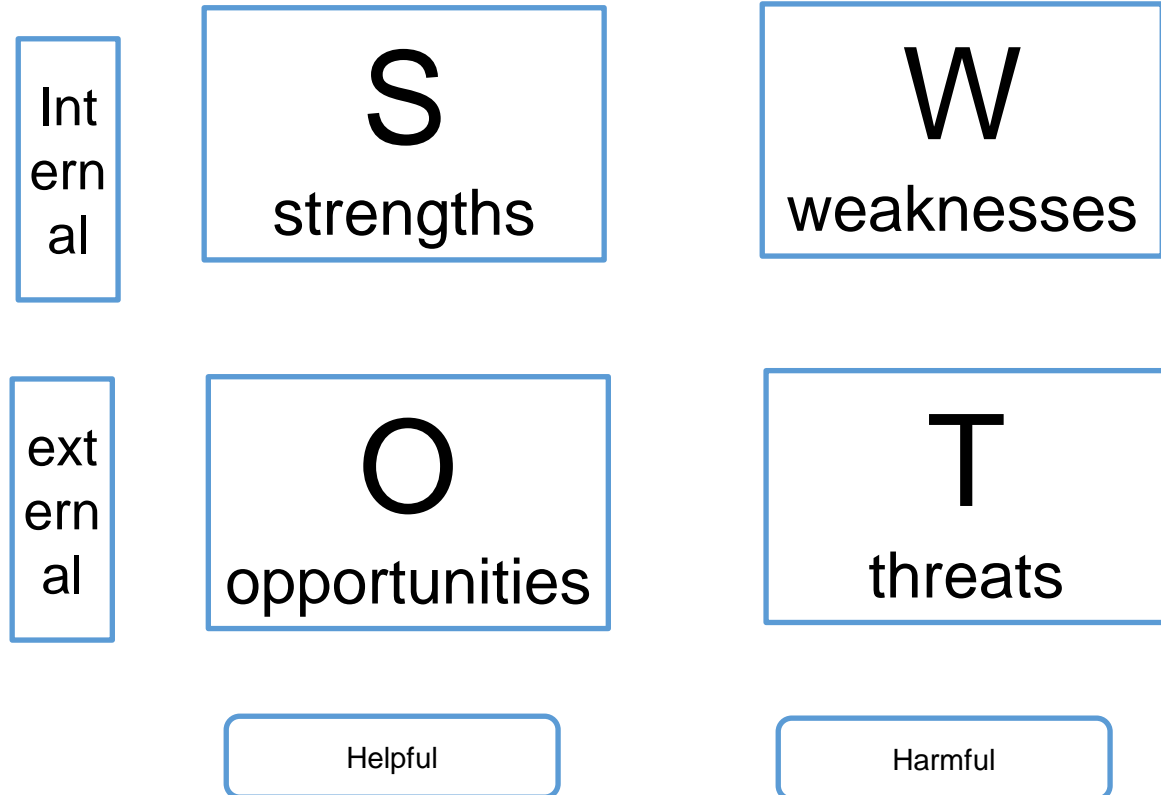 Int
ern
al
S
strengths
W
weaknesses
ext
ern
al
O
opportunities
T
threats
Helpful
Harmful